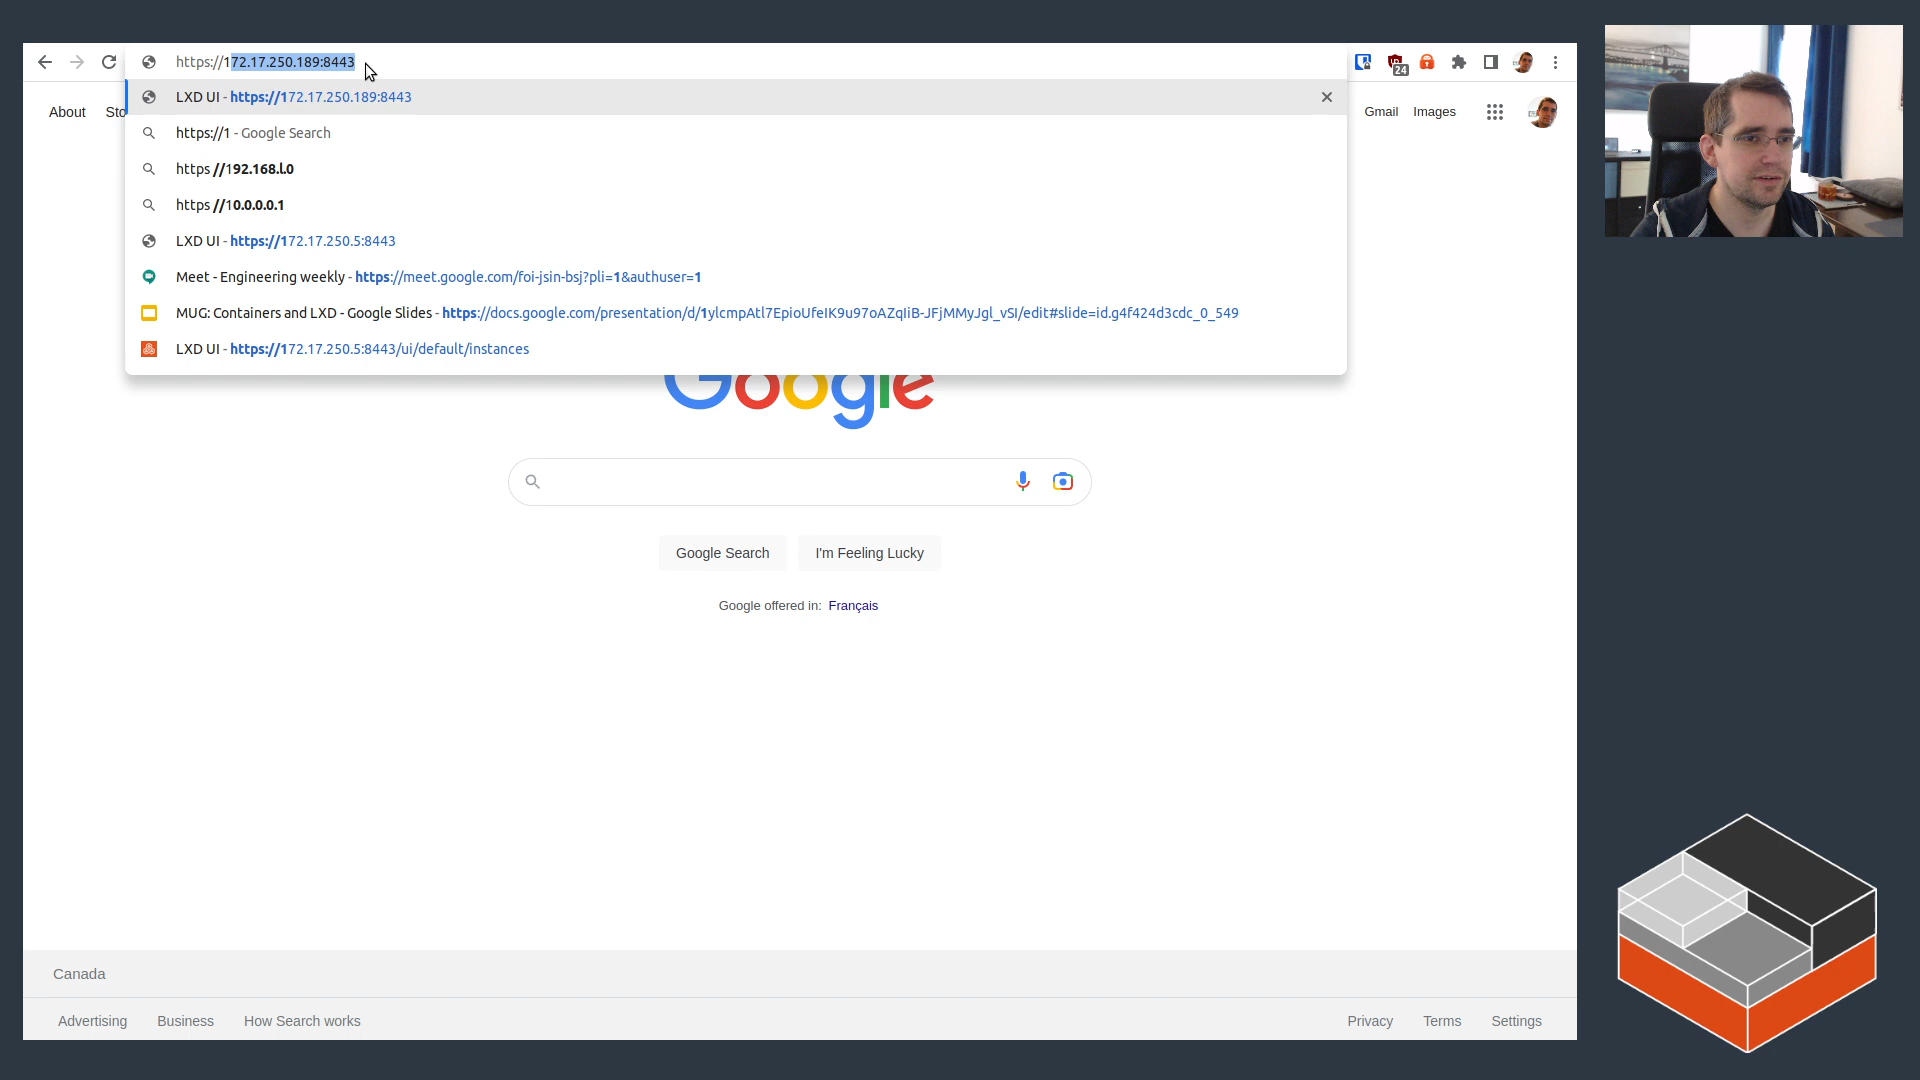 https://172.17.250.189:8443
24
LXD UI - https://172.17.250.189:8443
https://1 - Google Search
https //192.168.l.0
https //10.0.0.0.1
LXD UI - https://172.17.250.5:8443
Meet - Engineering weekly - https://meet.google.com/foi-jsin-bsj?pli=1&authuser=1
MUG: Containers and LXD - Google Slides - https://docs.google.com/presentation/d/1ylcmpAtl7EpioUfeIK9u97oAZqIiB-JFjMMyJgl_vSI/edit#slide=id.g4f424d3cdc_0_549
LXD UI - https://172.17.250.5:8443/ui/default/instances
About Sto
Gmail Images
Google
Google Search I'm Feeling Lucky
Google offered in: Français
Canada
Advertising Business How Search works
Privacy Terms Settings